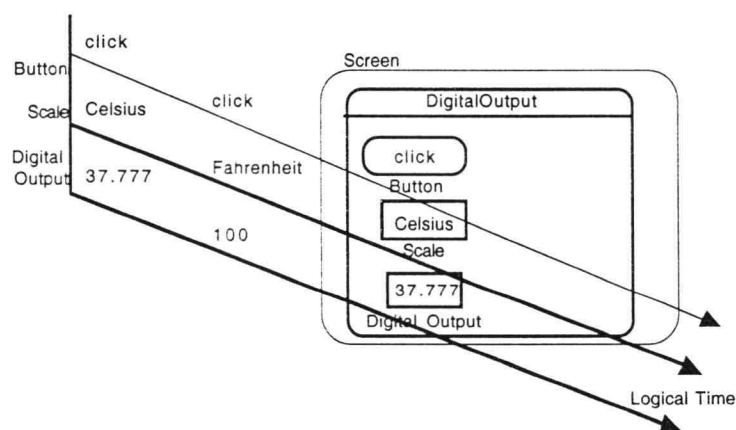 click
Button
Screen
click
DigitalOutput
Scale
Celsius
click
Digital
Output
37.777
Fahrenheit
Button
Celsius
100
Scale
37.777
Digital Output
Logical Time